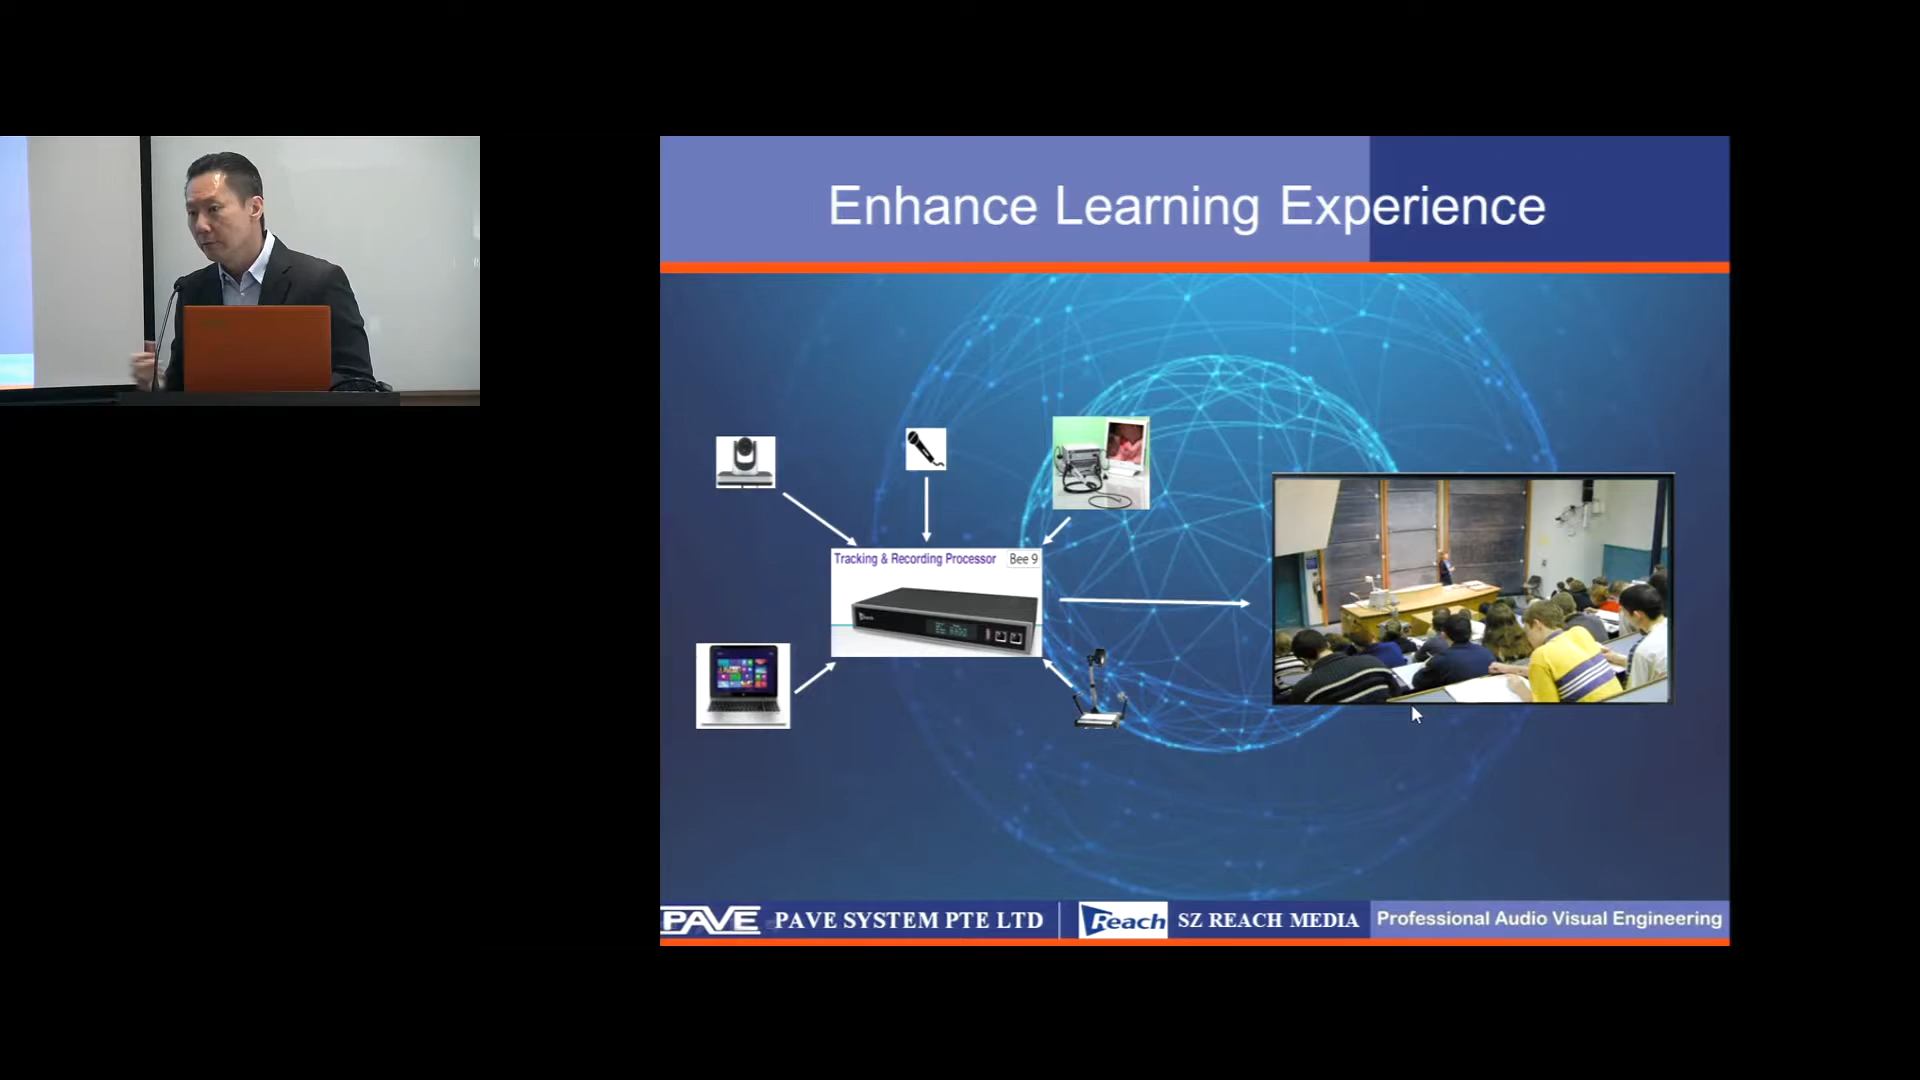 Enhance Learning Experience
Tracking & Recording Processor Bee 9
Reach
PAVE PAVE SYSTEM PTE LTD Reach SZ REACH MEDIA Professional Audio Visual Engineering